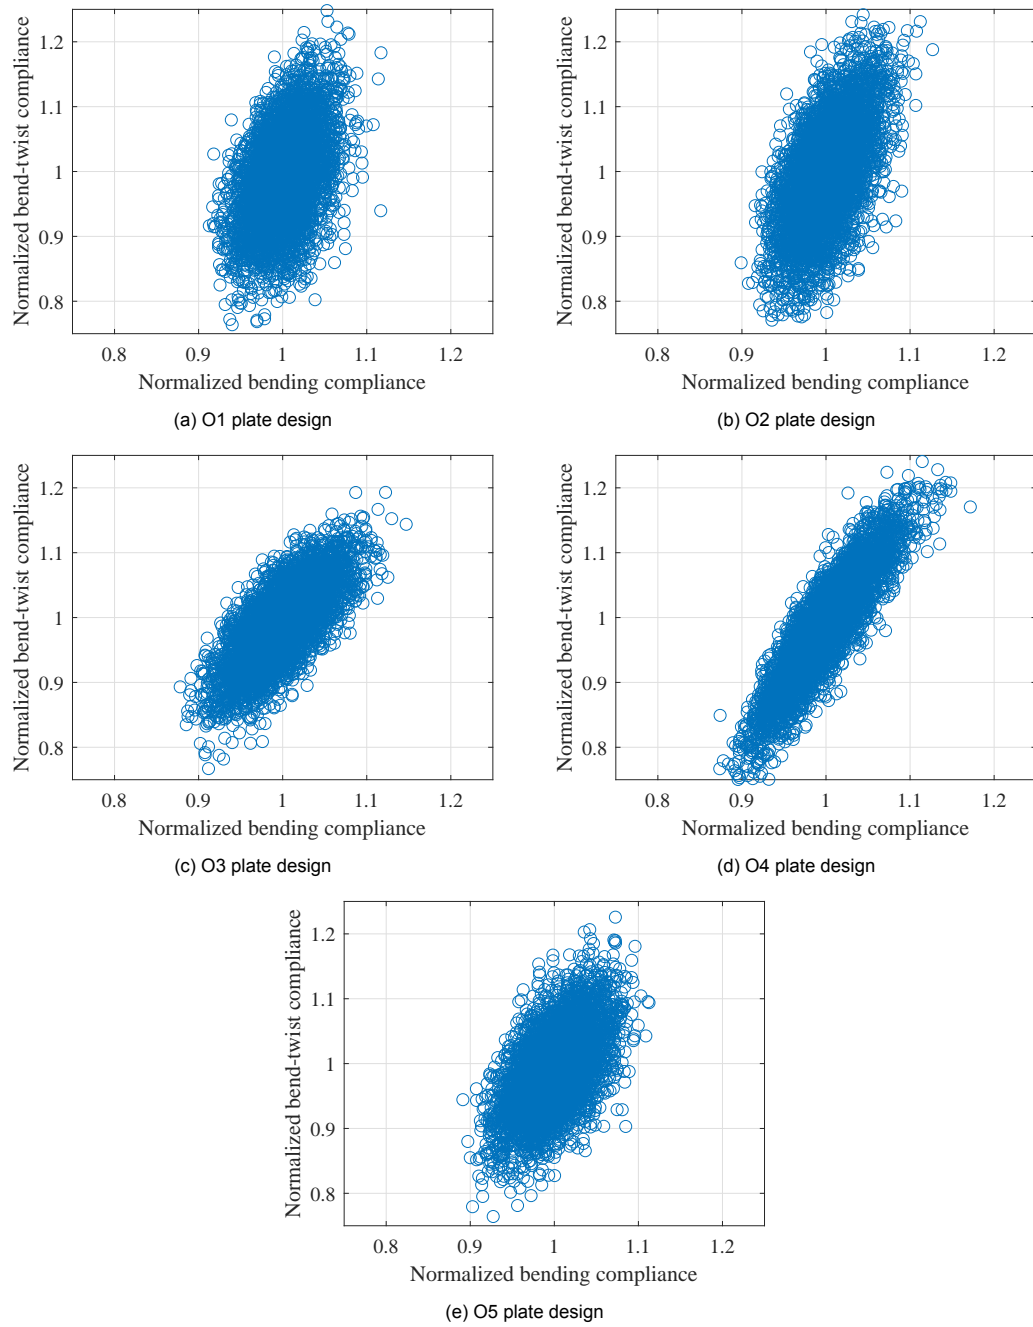 1.2
1.1
1
0.9
0.8
Normalized bend-twist compliance
0.8 0.9 1 1.1 1.2
Normalized bending compliance
(a) O1 plate design
1.2
1.1
1
0.9
0.8
Normalized bend-twist compliance
0.8 0.9 1 1.1 1.2
Normalized bending compliance
(b) O2 plate design
1.2
1.1
1
0.9
0.8
Normalized bend-twist compliance
0.8 0.9 1 1.1 1.2
Normalized bending compliance
(c) O3 plate design
1.2
1.1
1
0.9
0.8
Normalized bend-twist compliance
0.8 0.9 1 1.1 1.2
Normalized bending compliance
(d) O4 plate design
1.2
1.1
1
0.9
0.8
Normalized bend-twist compliance
0.8 0.9 1 1.1 1.2
Normalized bending compliance
(e) O5 plate design